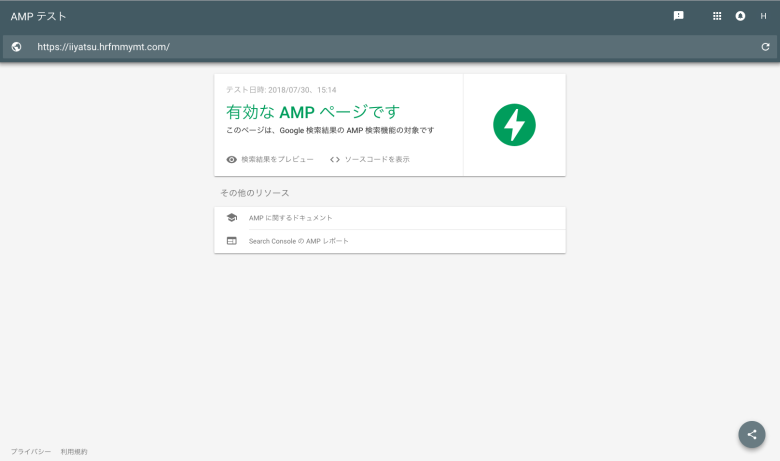 AMP テスト
H
https://iiyatsu.hrfmmymt.com/
テスト日時: 2018/07/30、15:14
有効な AMP ページです
このページは、Google 検索結果の AMP 検索機能の対象です
検索結果をプレビュー
ソースコードを表示
その他のリソース
AMP に関するドキュメント
Search Console の AMP レポート
プライバシー 利用規約